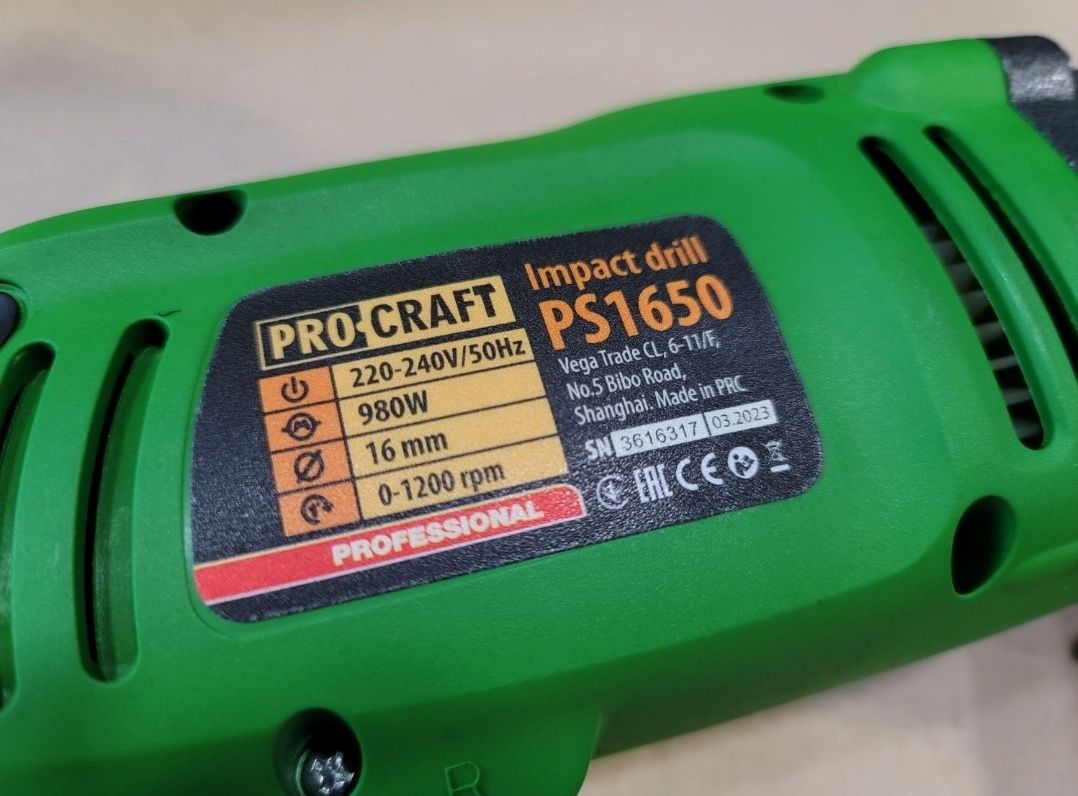 PRO·CRAFT
220-240V/50Hz
980W
16 mm
0-1200 rpm
PROFESSIONAL
Impact drill
PS1650
Vega Trade CL, 6-11/F,
No.5 Bibo Road,
Shanghai. Made in PRC
SN 3616317 03.2023
EAC CE
R